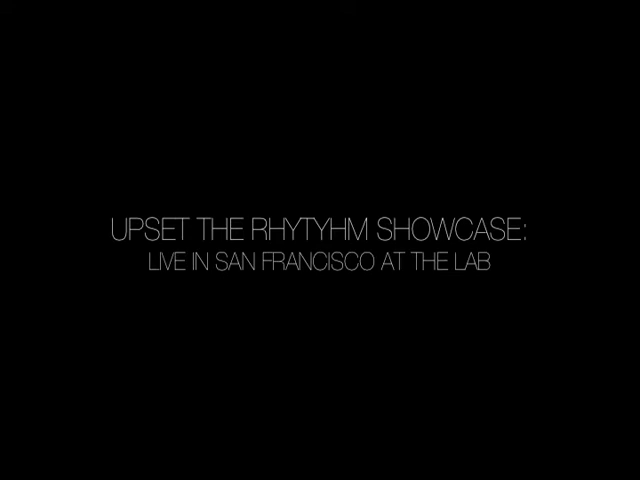 UPSET THE RHYTYHM SHOWCASE:
LIVE IN SAN FRANCISCO AT THE LAB